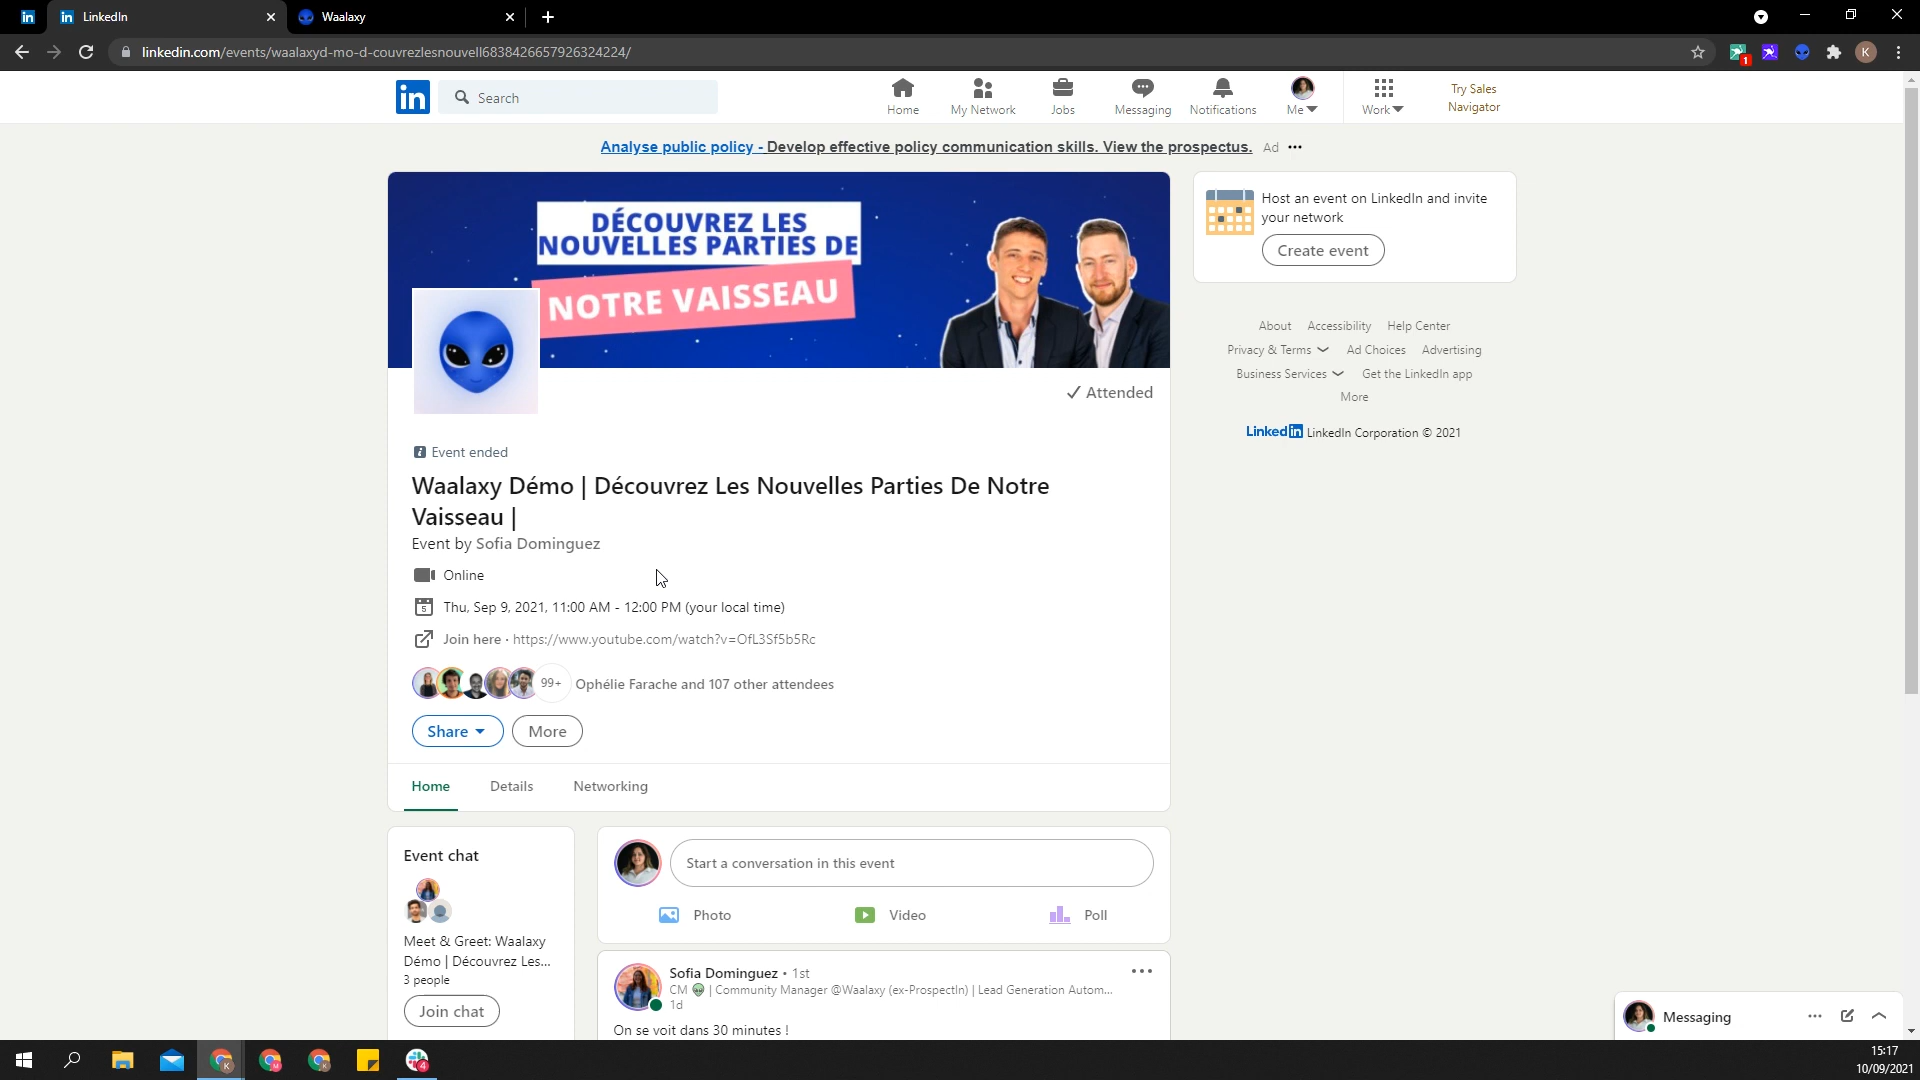 LinkedIn
Waalaxy
linkedin.com/events/waalaxyd-mo-d-couvrezlesnouvell6838426657926324224/
1
K
in
Search
Home
My Network
Jobs
Messaging
Notifications
Me
Work
Try Sales
Navigator
Analyse public policy - Develop effective policy communication skills. View the prospectus. Ad
DÉCOUVREZ LES
NOUVELLES PARTIES DE
NOTRE VAISSEAU
Attended
Event ended
Waalaxy Démo | Découvrez Les Nouvelles Parties De Notre
Vaisseau |
Event by Sofia Dominguez
Online
Thu, Sep 9, 2021, 11:00 AM - 12:00 PM (your local time)
Join here · https://www.youtube.com/watch?v=OfL3Sf5b5Rc
99+ Ophélie Farache and 107 other attendees
Share
More
Home
Details
Networking
Event chat
Meet & Greet: Waalaxy
Démo | Découvrez Les...
3 people
Join chat
Start a conversation in this event
Photo
Video
Poll
Sofia Dominguez • 1st
CM | Community Manager @Waalaxy (ex-ProspectIn) | Lead Generation Autom...
1d
On se voit dans 30 minutes !
Host an event on LinkedIn and invite
your network
Create event
About Accessibility Help Center
Privacy & Terms Ad Choices Advertising
Business Services Get the LinkedIn app
More
LinkedIn LinkedIn Corporation © 2021
Messaging
4
15:17
10/09/2021